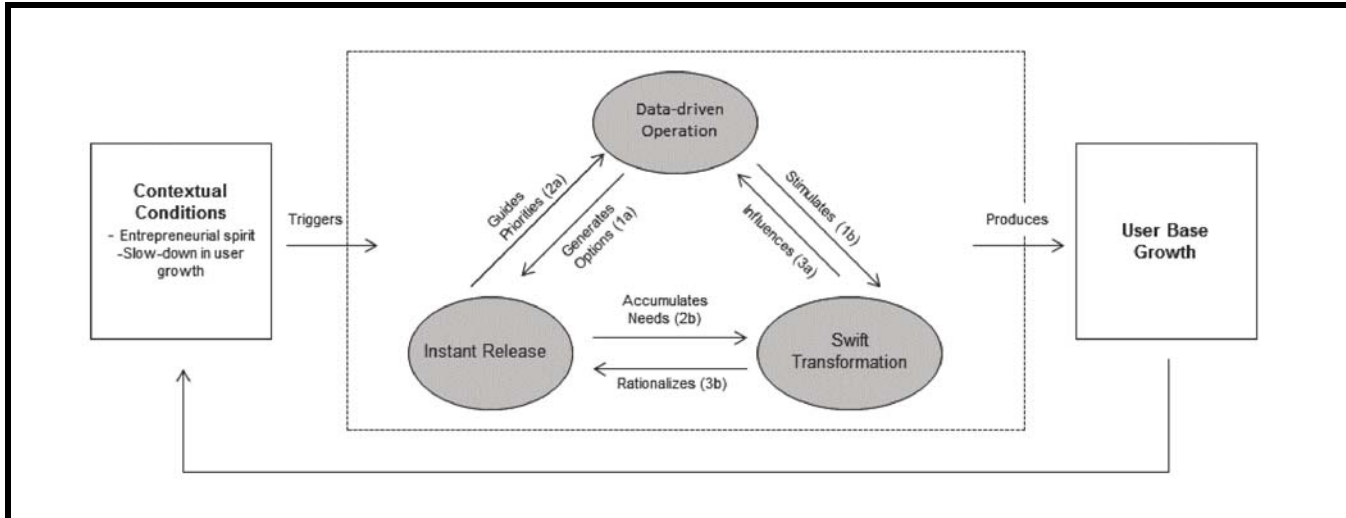 Contextual
Conditions
- Entrepreneurial spirit
-Slow-down in user
growth
Triggers
Data-driven
Operation
Guides
Priorities (2a)
Generates
Options (1a)
Stimulates (1b)
Influences (3a)
Instant Release
Accumulates
Needs (2b)
Rationalizes (3b)
Swift
Transformation
Produces
User Base
Growth